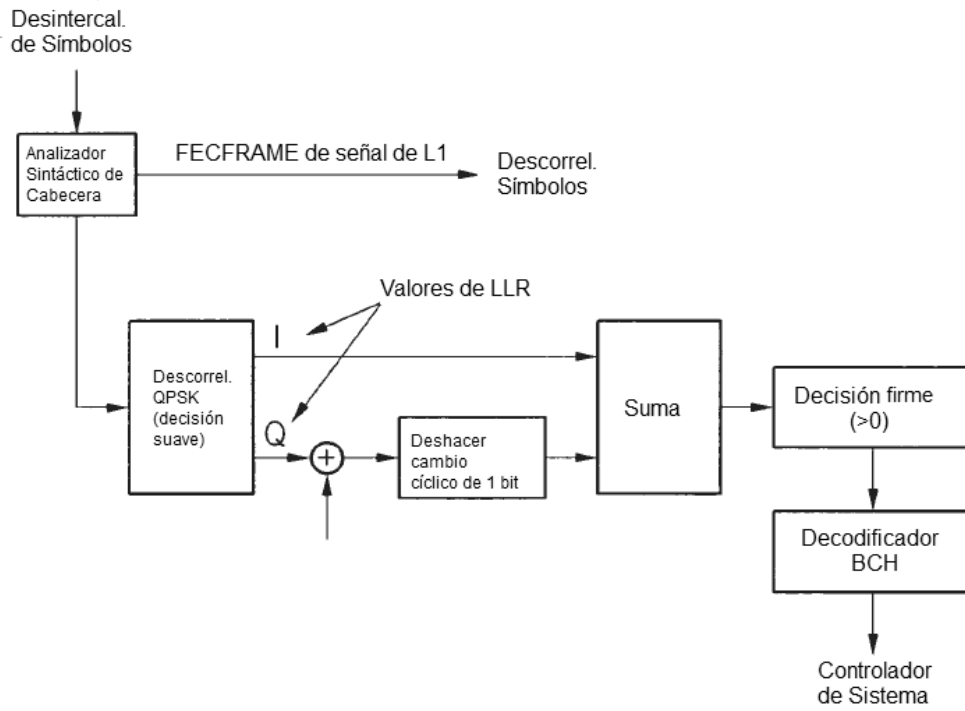 Desintercal.
de Símbolos
Analizador
Sintáctico de
Cabecera
FECFRAME de señal de L1
Descorrel.
Símbolos
Valores de LLR
I
Descorrel.
QPSK
(decisión
suave)
Q
+
Deshacer
cambio
cíclico de 1 bit
Suma
Decisión firme
(>0)
Decodificador
BCH
Controlador
de Sistema